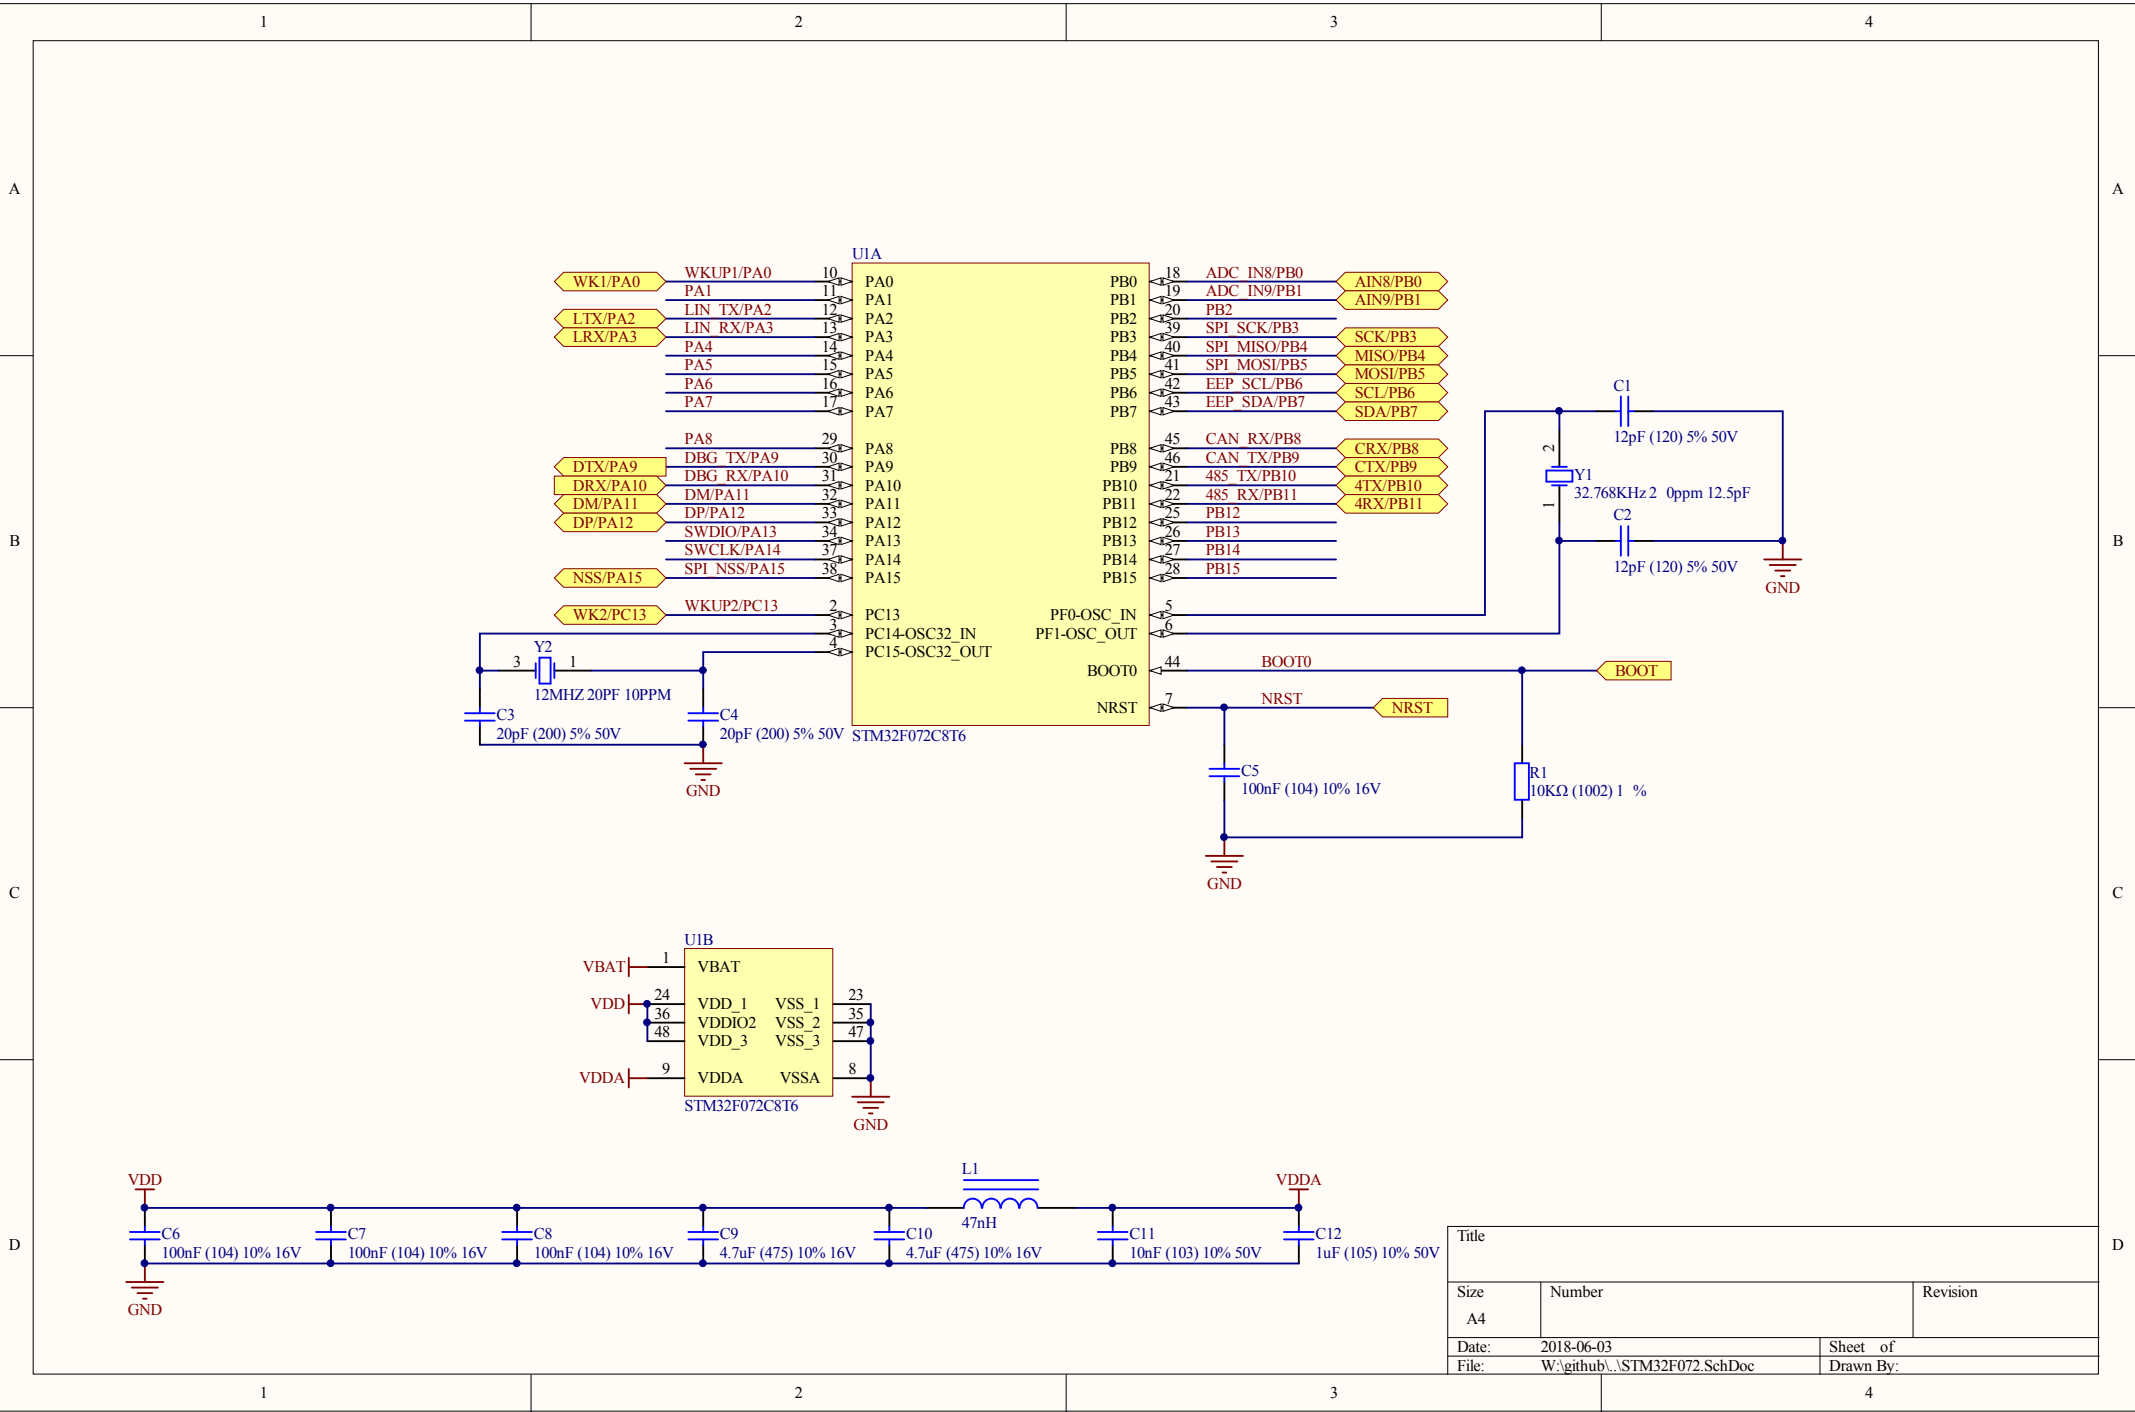 1 2 3 4
A A
B B
C C
D D
1 2 3 4
U1A
WK1/PA0 WKUP1/PA0 10 PA0
PA1 11 PA1
LTX/PA2 LIN_TX/PA2 12 PA2
LRX/PA3 LIN_RX/PA3 13 PA3
PA4 14 PA4
PA5 15 PA5
PA6 16 PA6
PA7 17 PA7
PA8 29 PA8
DTX/PA9 DBG_TX/PA9 30 PA9
DRX/PA10 DBG_RX/PA10 31 PA10
DM/PA11 DM/PA11 32 PA11
DP/PA12 DP/PA12 33 PA12
SWDIO/PA13 34 PA13
SWCLK/PA14 37 PA14
NSS/PA15 SPI_NSS/PA15 38 PA15
WK2/PC13 WKUP2/PC13 2 PC13
3 PC14-OSC32_IN
4 PC15-OSC32_OUT
PB0 18 ADC_IN8/PB0 AIN8/PB0
PB1 19 ADC_IN9/PB1 AIN9/PB1
PB2 20 PB2
PB3 39 SPI_SCK/PB3 SCK/PB3
PB4 40 SPI_MISO/PB4 MISO/PB4
PB5 41 SPI_MOSI/PB5 MOSI/PB5
PB6 42 EEP_SCL/PB6 SCL/PB6
PB7 43 EEP_SDA/PB7 SDA/PB7
PB8 45 CAN_RX/PB8 CRX/PB8
PB9 46 CAN_TX/PB9 CTX/PB9
PB10 21 485_TX/PB10 4TX/PB10
PB11 22 485_RX/PB11 4RX/PB11
PB12 25 PB12
PB13 26 PB13
PB14 27 PB14
PB15 28 PB15
PF0-OSC_IN 5
PF1-OSC_OUT 6
BOOT0 44 BOOT0 BOOT
NRST 7 NRST NRST
STM32F072C8T6
C1
12pF (120) 5% 50V
2
Y1
32.768KHz 2 0ppm 12.5pF
1
C2
12pF (120) 5% 50V
GND
Y2
3 1
12MHZ 20PF 10PPM
C3
20pF (200) 5% 50V
C4
20pF (200) 5% 50V
GND
C5
100nF (104) 10% 16V
R1
10KΩ (1002) 1 %
GND
U1B
VBAT 1 VBAT
VDD 24 VDD_1 VSS_1 23
36 VDDIO2 VSS_2 35
48 VDD_3 VSS_3 47
VDDA 9 VDDA VSSA 8
STM32F072C8T6
GND
VDD
L1
47nH
VDDA
C6
100nF (104) 10% 16V
C7
100nF (104) 10% 16V
C8
100nF (104) 10% 16V
C9
4.7uF (475) 10% 16V
C10
4.7uF (475) 10% 16V
C11
10nF (103) 10% 50V
C12
1uF (105) 10% 50V
GND
Title
Size Number Revision
A4
Date: 2018-06-03 Sheet of
File: W:\github\..\STM32F072.SchDoc Drawn By: